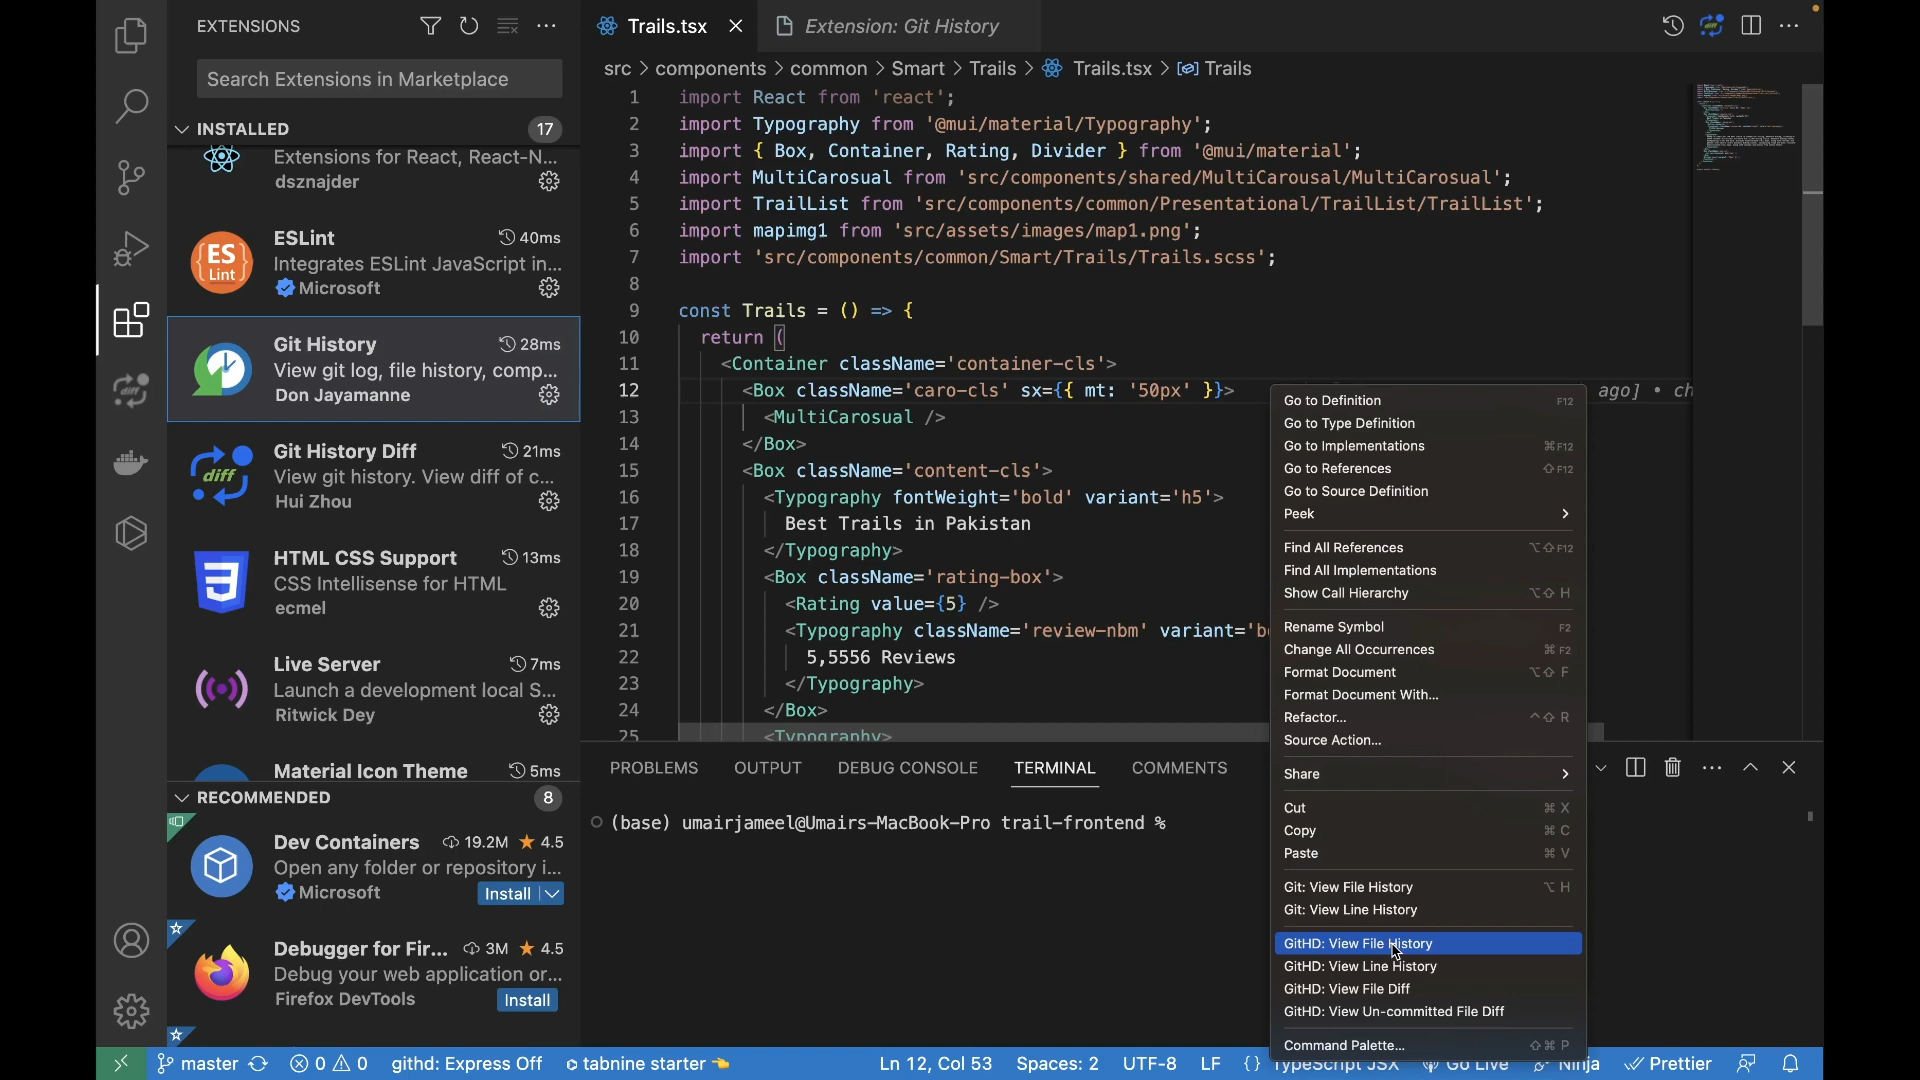 EXTENSIONS
Search Extensions in Marketplace
INSTALLED 17
Extensions for React, React-N...
dsznajder
ES Lint
ESLint 40ms
Integrates ESLint JavaScript in...
Microsoft
Git History 28ms
View git log, file history, comp...
Don Jayamanne
diff
Git History Diff 21ms
View git history. View diff of c...
Hui Zhou
HTML CSS Support 13ms
CSS Intellisense for HTML
ecmel
Live Server 7ms
Launch a development local S...
Ritwick Dey
Material Icon Theme 5ms
RECOMMENDED 8
Dev Containers 19.2M 4.5
Open any folder or repository i...
Microsoft Install
Debugger for Fir... 3M 4.5
Debug your web application or...
Firefox DevTools Install
Trails.tsx Extension: Git History
src > components > common > Smart > Trails > Trails.tsx > Trails
1 import React from 'react';
2 import Typography from '@mui/material/Typography';
3 import { Box, Container, Rating, Divider } from '@mui/material';
4 import MultiCarosual from 'src/components/shared/MultiCarousal/MultiCarosual';
5 import TrailList from 'src/components/common/Presentational/TrailList/TrailList';
6 import mapimg1 from 'src/assets/images/map1.png';
7 import 'src/components/common/Smart/Trails/Trails.scss';
8
9 const Trails = () => {
10 return (
11 <Container className='container-cls'>
12 <Box className='caro-cls' sx={{ mt: '50px' }}> ago] • ch
13 <MultiCarosual />
14 </Box>
15 <Box className='content-cls'>
16 <Typography fontWeight='bold' variant='h5'>
17 Best Trails in Pakistan
18 </Typography>
19 <Box className='rating-box'>
20 <Rating value={5} />
21 <Typography className='review-nbm' variant='b
22 5,5556 Reviews
23 </Typography>
24 </Box>
25 <Typography>
Go to Definition F12
Go to Type Definition
Go to Implementations ⌘F12
Go to References ⇧F12
Go to Source Definition
Peek
Find All References ⌥⇧F12
Find All Implementations
Show Call Hierarchy ⌥⇧ H
Rename Symbol F2
Change All Occurrences ⌘F2
Format Document ⌥⇧ F
Format Document With...
Refactor... ^⇧ R
Source Action...
Share
Cut ⌘ X
Copy ⌘ C
Paste ⌘ V
Git: View File History ⌥ H
Git: View Line History
GitHD: View File History
GitHD: View Line History
GitHD: View File Diff
GitHD: View Un-committed File Diff
Command Palette... ⇧⌘ P
PROBLEMS OUTPUT DEBUG CONSOLE TERMINAL COMMENTS
(base) umairjameel@Umairs-MacBook-Pro trail-frontend %
master 0 0 githd: Express Off tabnine starter Ln 12, Col 53 Spaces: 2 UTF-8 LF {} TypeScript JSX Go Live Ninja Prettier